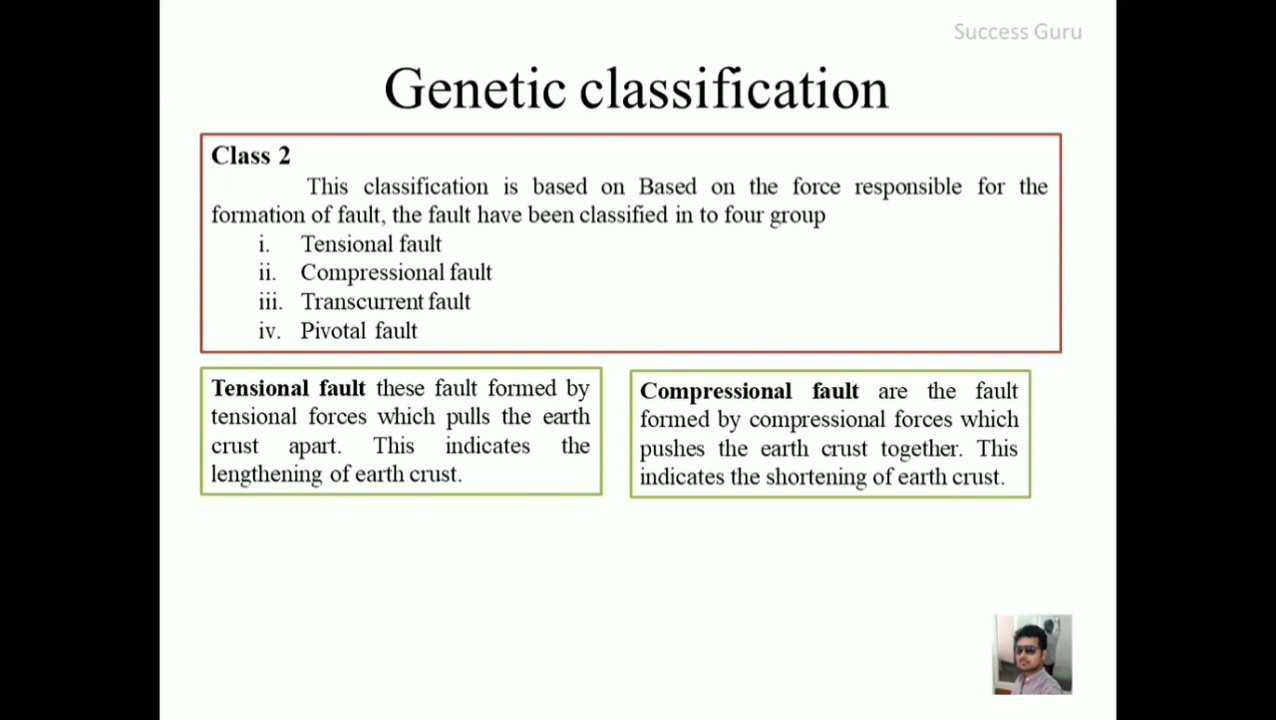 Success Guru
Genetic classification
Class 2
This classification is based on Based on the force responsible for the
formation of fault, the fault have been classified in to four group
i. Tensional fault
ii. Compressional fault
iii. Transcurrent fault
iv. Pivotal fault
Tensional fault these fault formed by
tensional forces which pulls the earth
crust apart. This indicates the
lengthening of earth crust.
Compressional fault are the fault
formed by compressional forces which
pushes the earth crust together. This
indicates the shortening of earth crust.